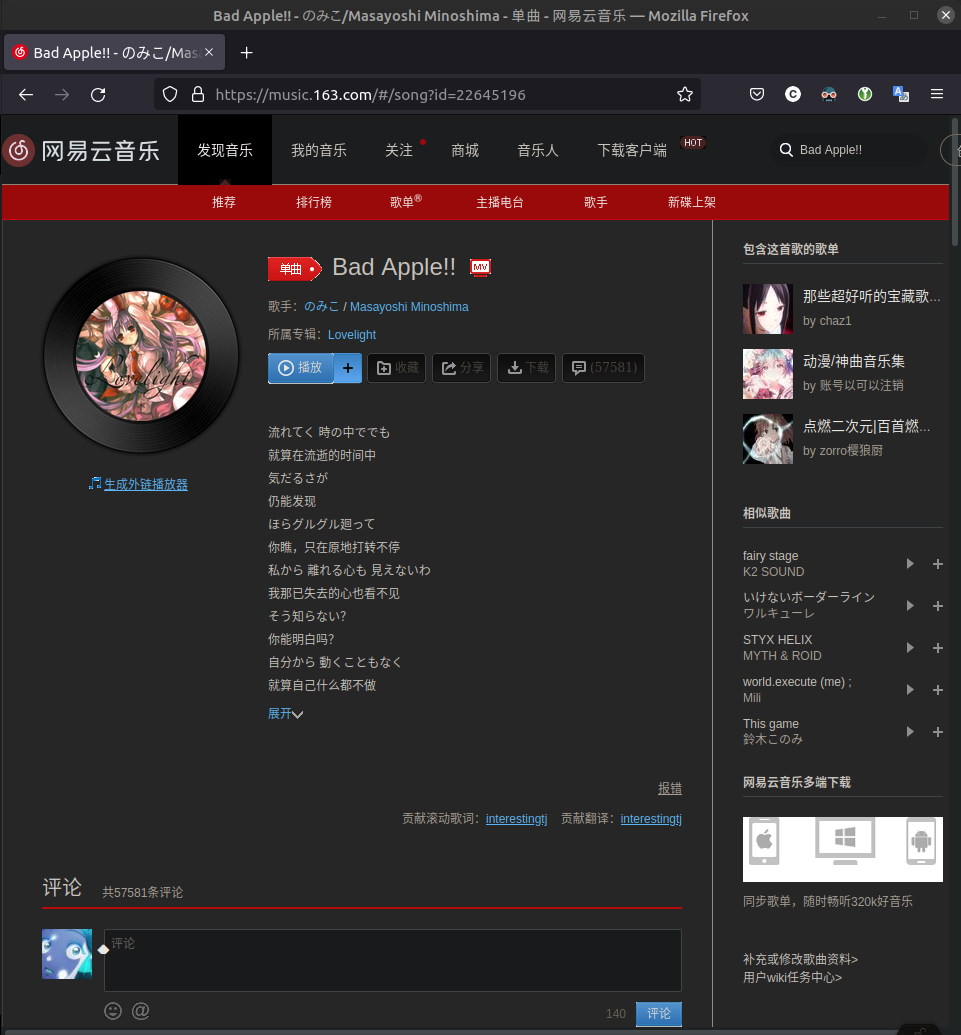 Bad Apple!! - のみこ/Masayoshi Minoshima - 单曲 - 网易云音乐 — Mozilla Firefox
Bad Apple!! - のみこ/Mas
https://music.163.com/#/song?id=22645196
网易云音乐
发现音乐
我的音乐
关注
商城
音乐人
下载客户端
HOT
Bad Apple!!
推荐
排行榜
歌单®
主播电台
歌手
新碟上架
Lovelight
生成外链播放器
单曲
Bad Apple!!
MV
歌手：のみこ / Masayoshi Minoshima
所属专辑：Lovelight
播放
+
收藏
分享
下载
(57581)
流れてく 時の中ででも
就算在流逝的时间中
気だるさが
仍能发现
ほらグルグル廻って
你瞧，只在原地打转不停
私から 離れる心も 見えないわ
我那已失去的心也看不见
そう知らない？
你能明白吗？
自分から 動くこともなく
就算自己什么都不做
展开
报错
贡献滚动歌词：interestingtj 贡献翻译：interestingtj
评论
共57581条评论
评论
@
140
评论
包含这首歌的歌单
那些超好听的宝藏歌...
by chaz1
动漫/神曲音乐集
by 账号以可以注销
点燃二次元|百首燃...
by zorro樱狼厨
相似歌曲
fairy stage
K2 SOUND
いけないボーダーライン
ワルキューレ
STYX HELIX
MYTH & ROID
world.execute (me) ;
Mili
This game
鈴木このみ
网易云音乐多端下载
同步歌单，随时畅听320k好音乐
补充或修改歌曲资料>
用户wiki任务中心>